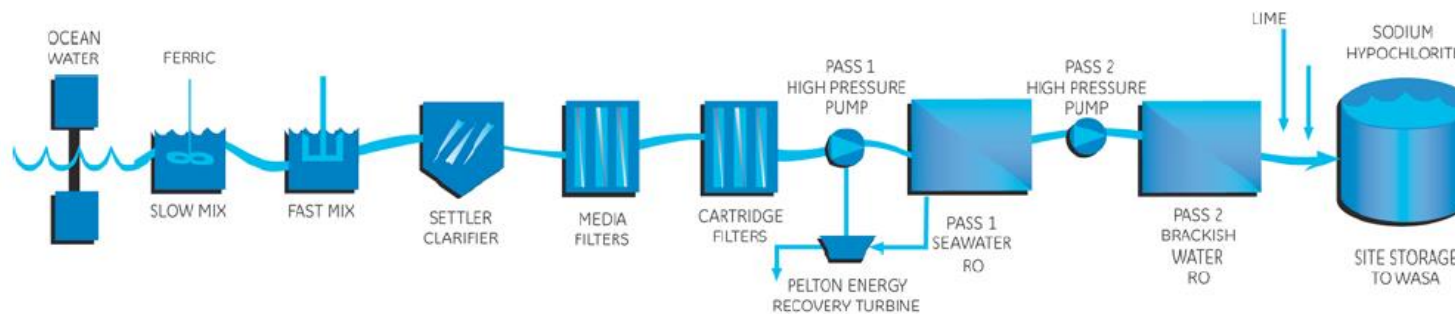 OCEAN
WATER
FERRIC
SLOW MIX
FAST MIX
SETTLER
CLARIFIER
MEDIA
FILTERS
CARTRIDGE
FILTERS
PASS 1
HIGH PRESSURE
PUMP
PELTON ENERGY
RECOVERY TURBINE
PASS 1
SEAWATER
RO
PASS 2
HIGH PRESSURE
PUMP
PASS 2
BRACKISH
WATER
RO
LIME
SODIUM
HYPOCHLORIT
SITE STORAGE
TO WASA